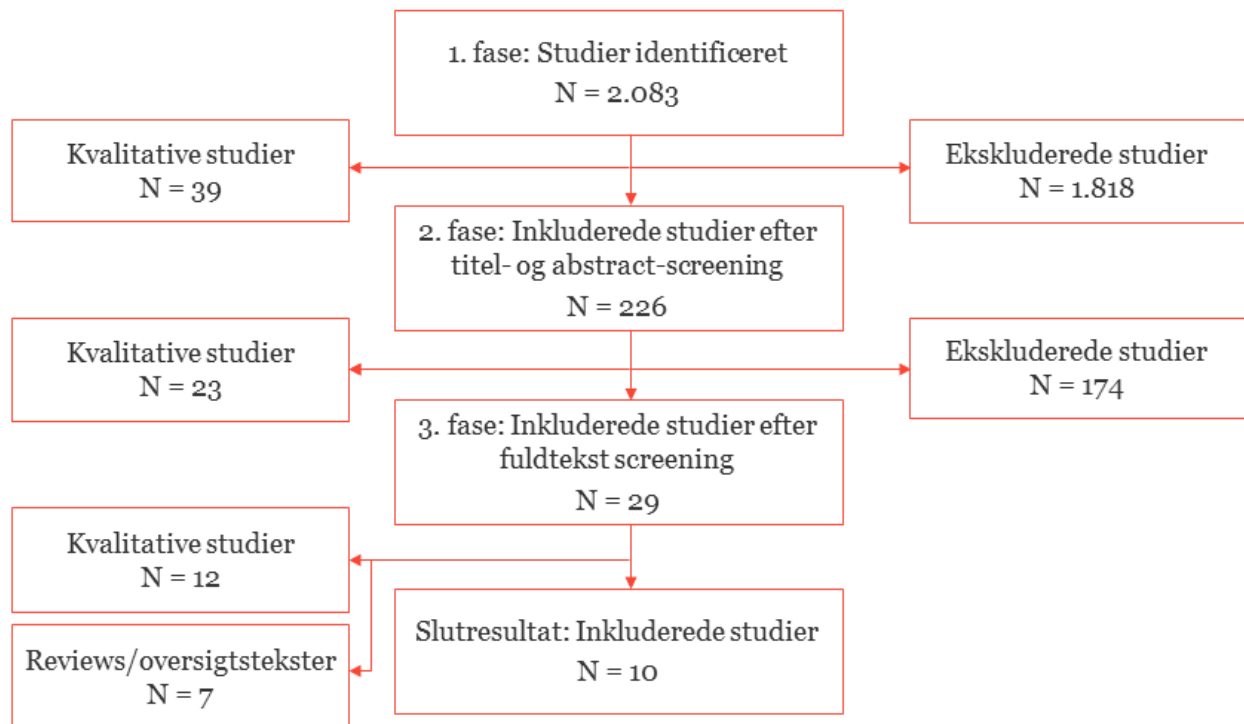 1. fase: Studier identificeret
N = 2.083
Kvalitative studier
N = 39
Ekskluderede studier
N = 1.818
2. fase: Inkluderede studier efter
titel- og abstract-screening
N = 226
Kvalitative studier
N = 23
Ekskluderede studier
N = 174
3. fase: Inkluderede studier efter
fuldtekst screening
N = 29
Kvalitative studier
N = 12
Reviews/oversigtstekster
N = 7
Slutresultat: Inkluderede studier
N = 10